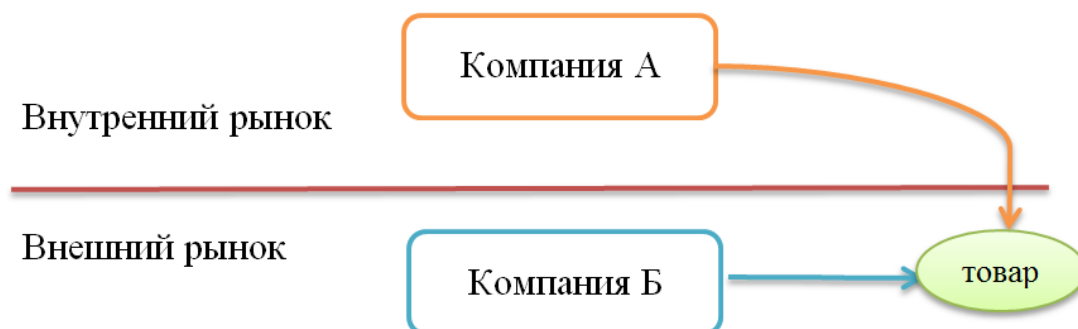 Компания А
Внутренний рынок
Внешний рынок
Компания Б
товар